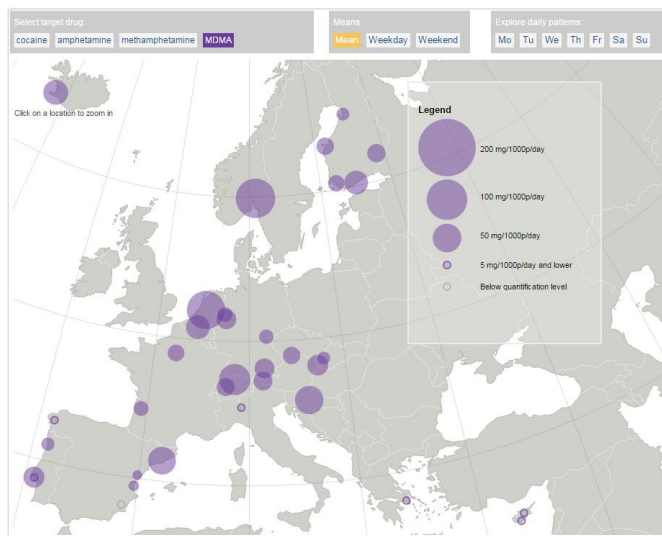 Select target drug:
cocaine amphetamine methamphetamine MDMA
Means
Mean Weekday Weekend
Explore daily patterns:
Mo Tu We Th Fr Sa Su
Click on a location to zoom in
Legend
200 mg/1000p/day
100 mg/1000p/day
50 mg/1000p/day
5 mg/1000p/day and lower
Below quantification level